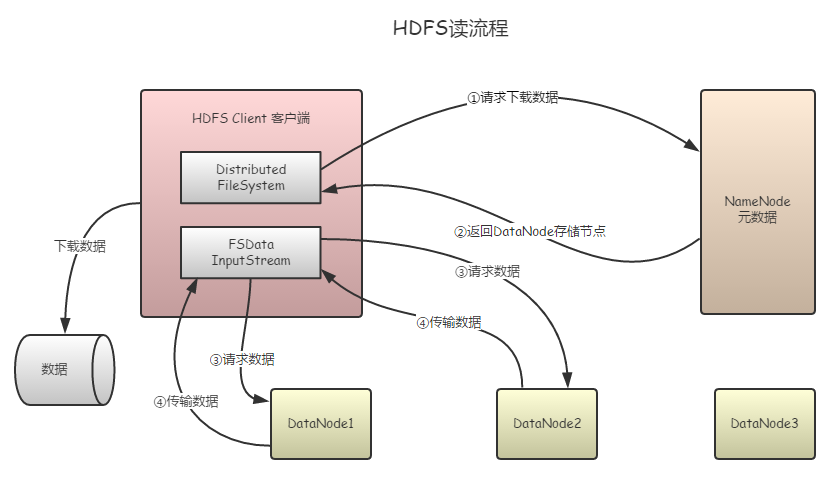 HDFS读流程
HDFS Client 客户端
①请求下载数据
Distributed
FileSystem
NameNode
元数据
②返回DataNode存储节点
FSData
InputStream
下载数据
③请求数据
④传输数据
③请求数据
数据
④传输数据
DataNode1
DataNode2
DataNode3